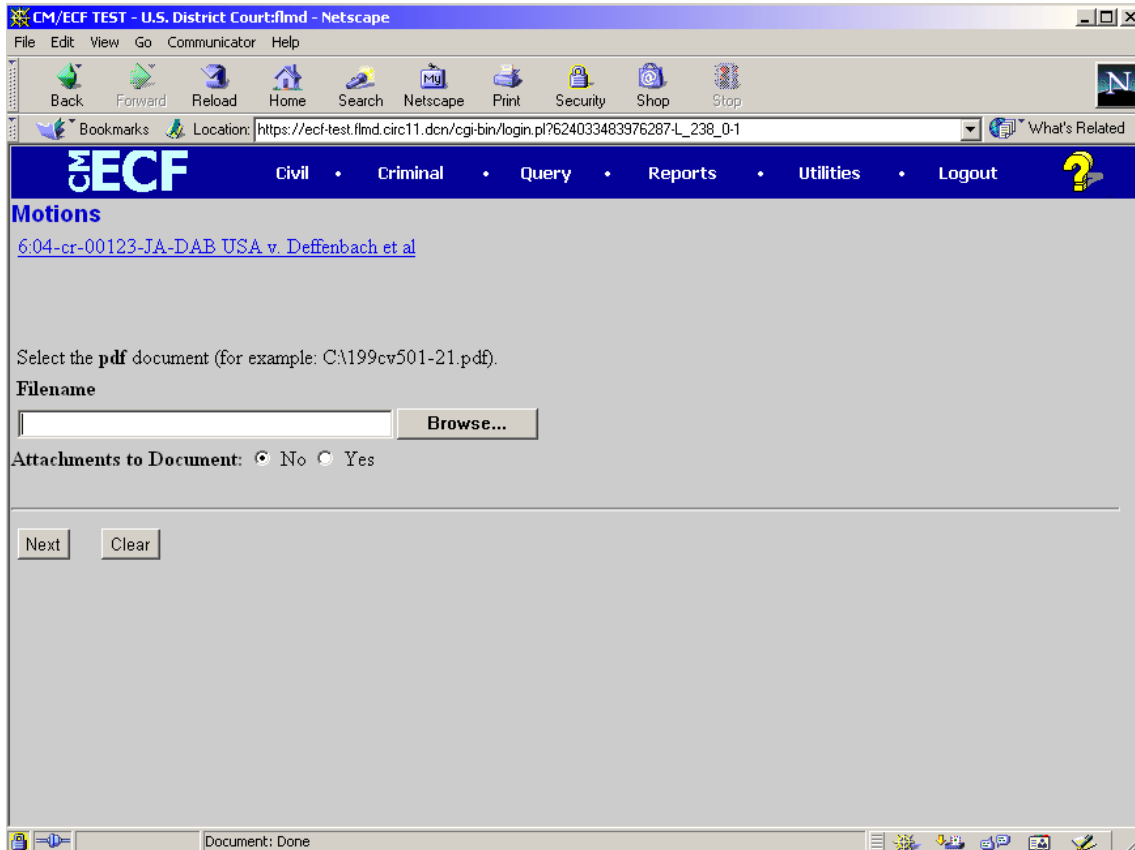 CM/ECF TEST - U.S. District Court:flmd - Netscape
File Edit View Go Communicator Help
My
N
Back Forward Reload Home Search Netscape Print Security Shop Stop
Bookmarks Location: https://ecf-test.flmd.circ11.dcn/cgi-bin/login.pl?624033483976287-L_238_0-1 What's Related
CM ECF Civil • Criminal • Query • Reports • Utilities • Logout ?
Motions
6:04-cr-00123-JA-DAB USA v. Deffenbach et al
Select the pdf document (for example: C:\199cv501-21.pdf).
Filename
Browse...
Attachments to Document: No Yes
Next Clear
Document: Done